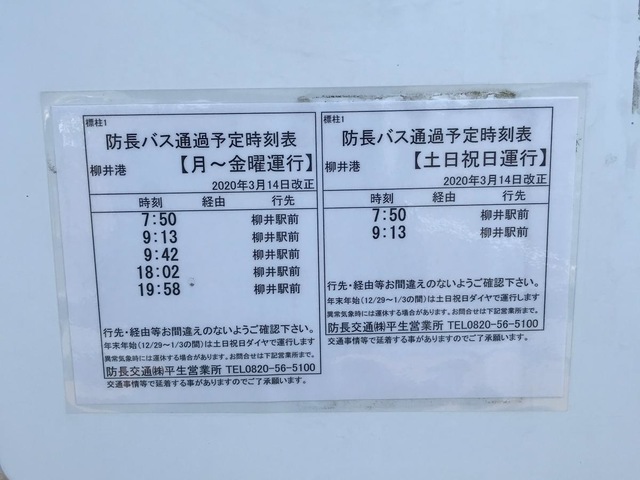 標柱1
防長バス通過予定時刻表
柳井港 【月～金曜運行】
2020年3月14日改正
時刻 経由 行先
7:50 柳井駅前
9:13 柳井駅前
9:42 柳井駅前
18:02 柳井駅前
19:58 柳井駅前
行先・経由等お間違えのないようご確認下さい。
年末年始(12/29～1/3の間)は土日祝日ダイヤで運行します
異常気象時には運休する場合があります。お問合せは下記営業所まで。
防長交通㈱平生営業所 TEL0820-56-5100
交通事情等で延着する事がありますのでご了承願います。
標柱1
防長バス通過予定時刻表
柳井港 【土日祝日運行】
2020年3月14日改正
時刻 経由 行先
7:50 柳井駅前
9:13 柳井駅前
行先・経由等お間違えのないようご確認下さい。
年末年始(12/29～1/3の間)は土日祝日ダイヤで運行します
異常気象時には運休する場合があります。お問合せは下記営業所まで。
防長交通㈱平生営業所 TEL0820-56-5100
交通事情等で延着する事がありますのでご了承願います。